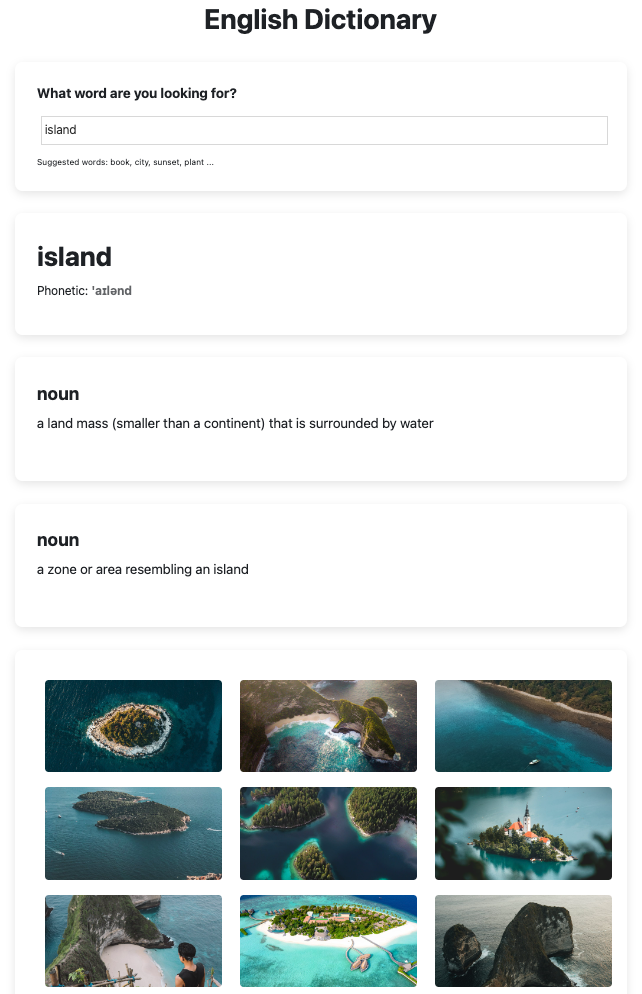 English Dictionary
What word are you looking for?
island
Suggested words: book, city, sunset, plant ...
island
Phonetic: 'aɪlənd
noun
a land mass (smaller than a continent) that is surrounded by water
noun
a zone or area resembling an island